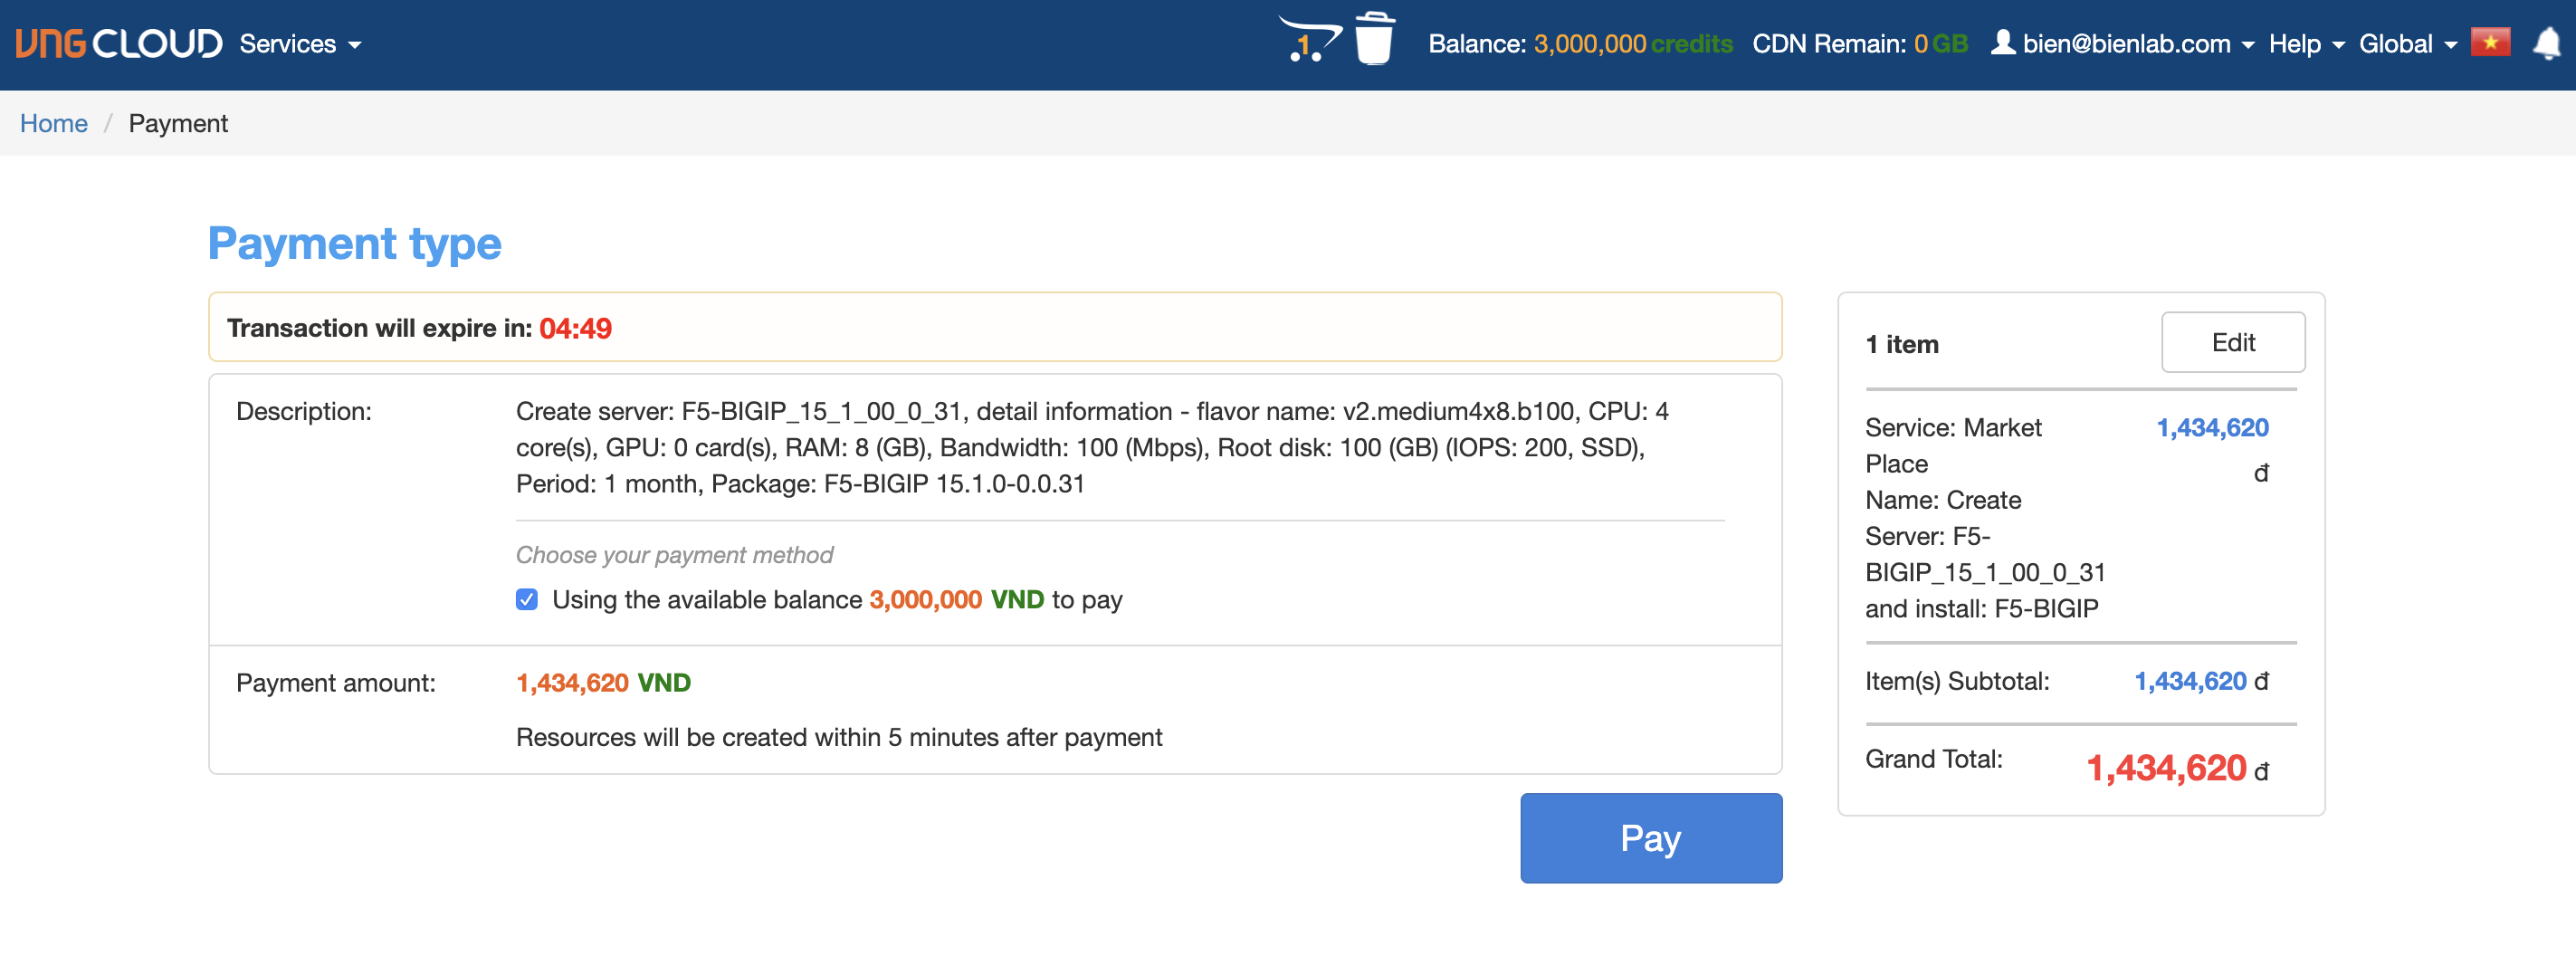 VNG CLOUD Services 1 Balance: 3,000,000 credits CDN Remain: 0 GB bien@bienlab.com Help Global
Home / Payment
Payment type
Transaction will expire in: 04:49
Description:
Create server: F5-BIGIP_15_1_00_0_31, detail information - flavor name: v2.medium4x8.b100, CPU: 4
core(s), GPU: 0 card(s), RAM: 8 (GB), Bandwidth: 100 (Mbps), Root disk: 100 (GB) (IOPS: 200, SSD),
Period: 1 month, Package: F5-BIGIP 15.1.0-0.0.31
Choose your payment method
Using the available balance 3,000,000 VND to pay
Payment amount: 1,434,620 VND
Resources will be created within 5 minutes after payment
Pay
1 item Edit
Service: Market 1,434,620
Place đ
Name: Create
Server: F5-
BIGIP_15_1_00_0_31
and install: F5-BIGIP
Item(s) Subtotal: 1,434,620 đ
Grand Total: 1,434,620 đ